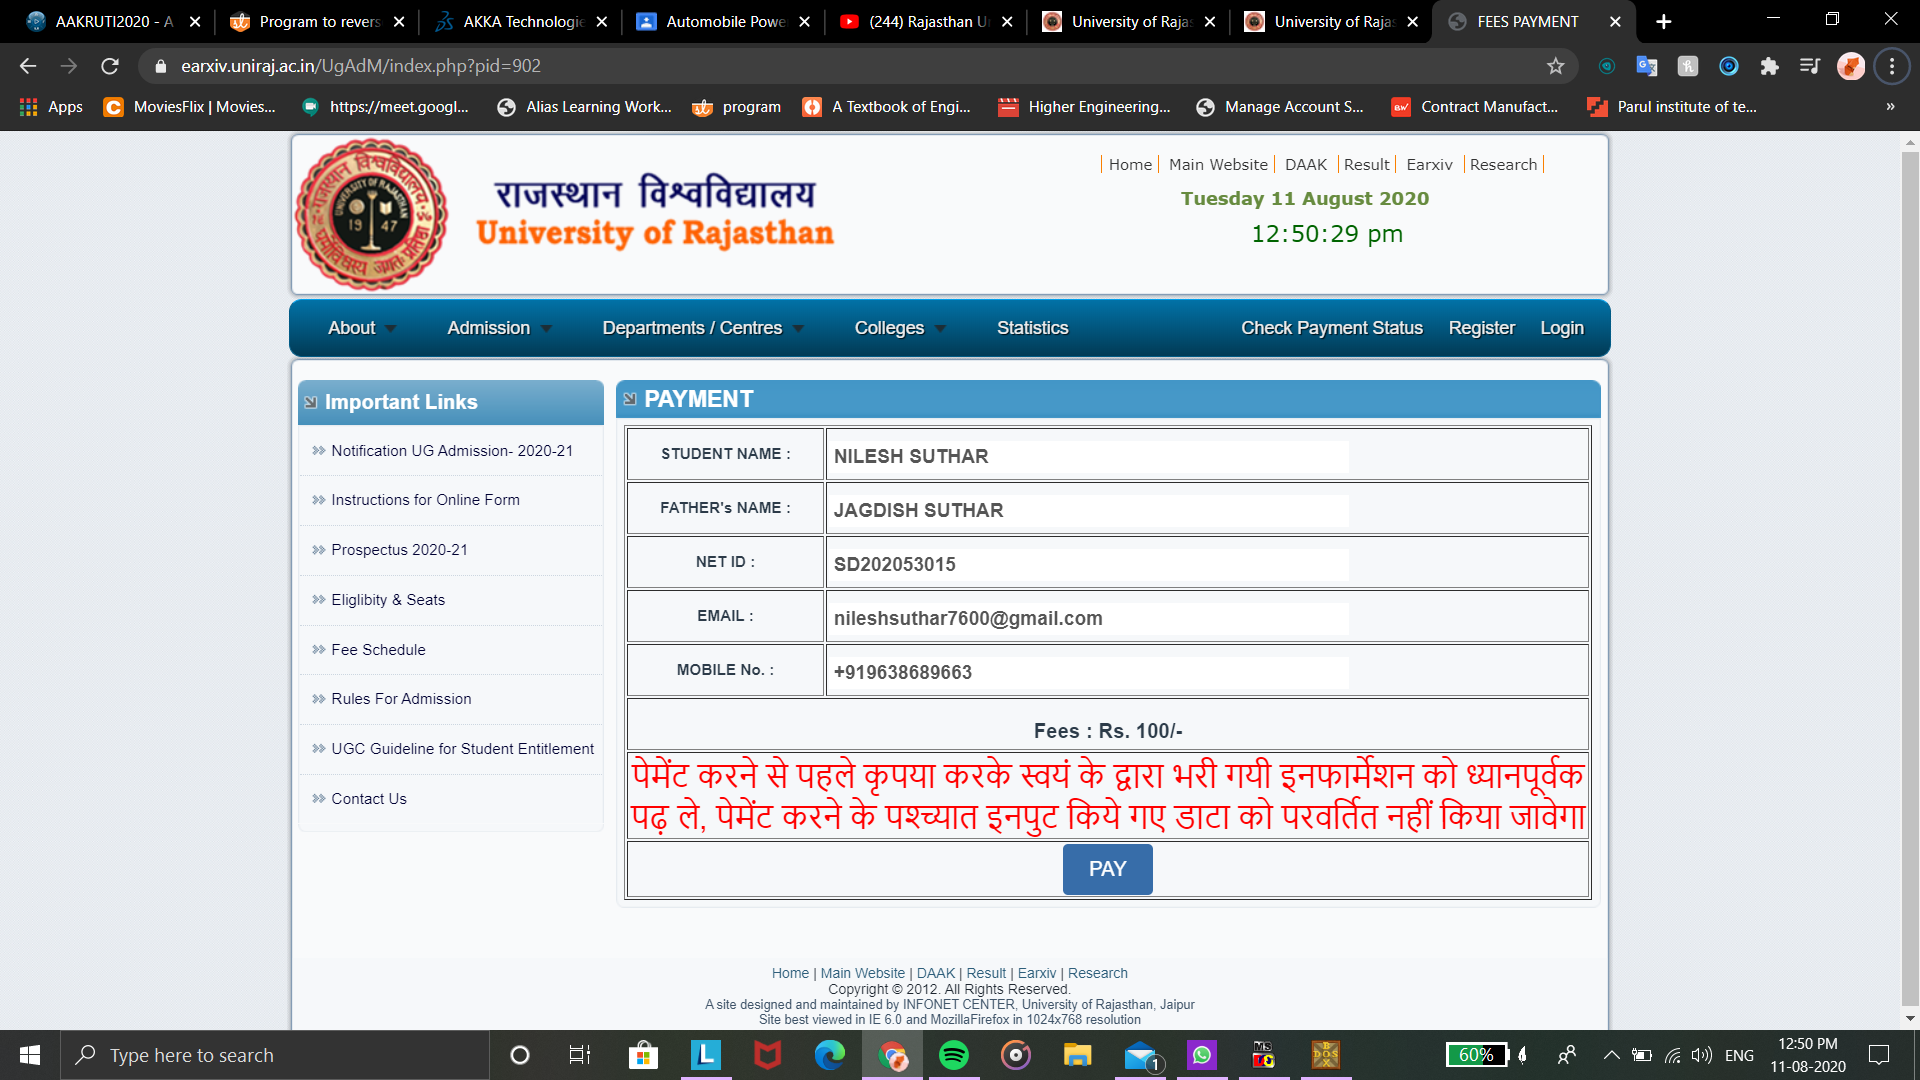 AAKRUTI2020 - A
Program to revers
AKKA Technologie
Automobile Powe
(244) Rajasthan U
University of Rajas
University of Rajas
FEES PAYMENT
earxiv.uniraj.ac.in/UgAdM/index.php?pid=902
Apps
MoviesFlix | Movies...
https://meet.googl...
Alias Learning Work...
program
A Textbook of Engi...
Higher Engineering...
Manage Account S...
Contract Manufact...
Parul institute of te...
»
राजस्थान विश्वविद्यालय
University of Rajasthan
UNIVERSITY OF RAJASTHAN
1947
Home
Main Website
DAAK
Result
Earxiv
Research
Tuesday 11 August 2020
12:50:29 pm
About
Admission
Departments / Centres
Colleges
Statistics
Check Payment Status
Register
Login
Important Links
Notification UG Admission- 2020-21
Instructions for Online Form
Prospectus 2020-21
Eliglibity & Seats
Fee Schedule
Rules For Admission
UGC Guideline for Student Entitlement
Contact Us
PAYMENT
STUDENT NAME : NILESH SUTHAR
FATHER's NAME : JAGDISH SUTHAR
NET ID : SD202053015
EMAIL : nileshsuthar7600@gmail.com
MOBILE No. : +919638689663
Fees : Rs. 100/-
पेमेंट करने से पहले कृपया करके स्वयं के द्वारा भरी गयी इनफार्मेशन को ध्यानपूर्वक
पढ़ ले, पेमेंट करने के पश्च्यात इनपुट किये गए डाटा को परवर्तित नहीं किया जावेगा
PAY
Home | Main Website | DAAK | Result | Earxiv | Research
Copyright © 2012. All Rights Reserved.
A site designed and maintained by INFONET CENTER, University of Rajasthan, Jaipur
Site best viewed in IE 6.0 and MozillaFirefox in 1024x768 resolution
Type here to search
60%
ENG
12:50 PM
11-08-2020